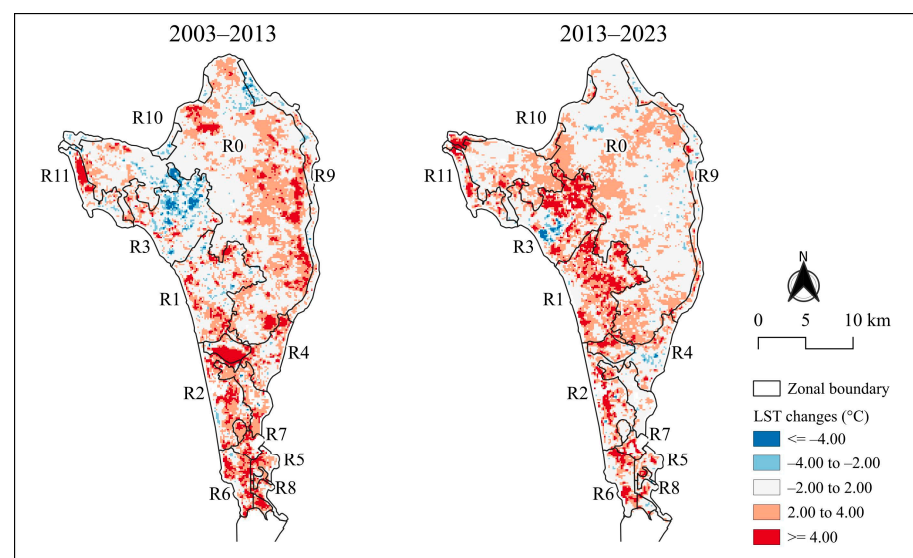 2003–2013
2013–2023
R10
R0
R11
R9
R3
R1
R4
R2
R7
R5
R6
R8
R10
R0
R11
R9
R3
R1
R4
R2
R7
R5
R6
R8
N
0 5 10 km
Zonal boundary
LST changes (°C)
<= –4.00
–4.00 to –2.00
–2.00 to 2.00
2.00 to 4.00
>= 4.00